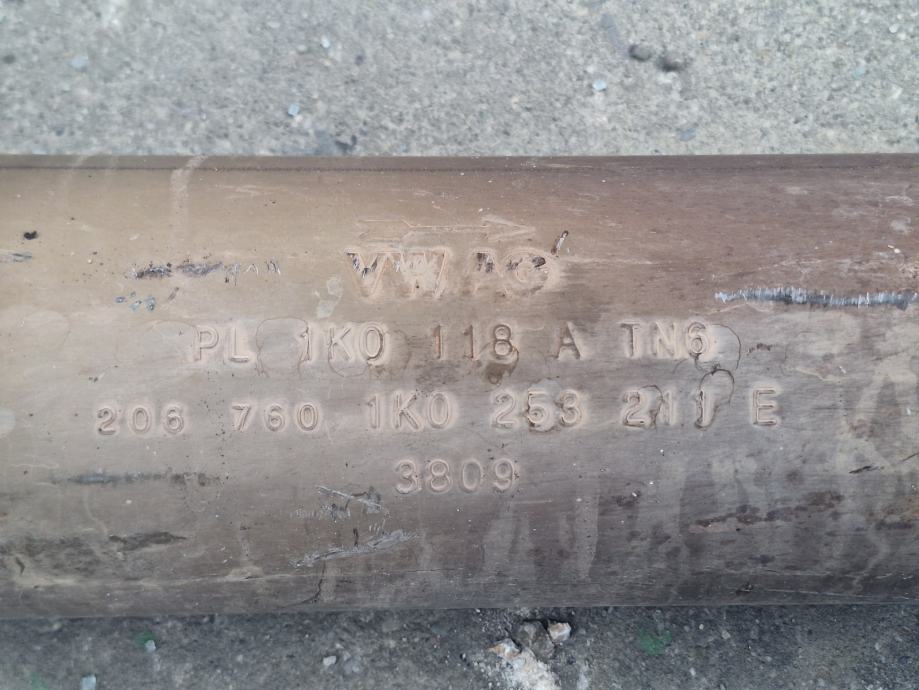 VW AG
PL 1K0 118 A TN6
206 760 1K0 253 211 E
3809